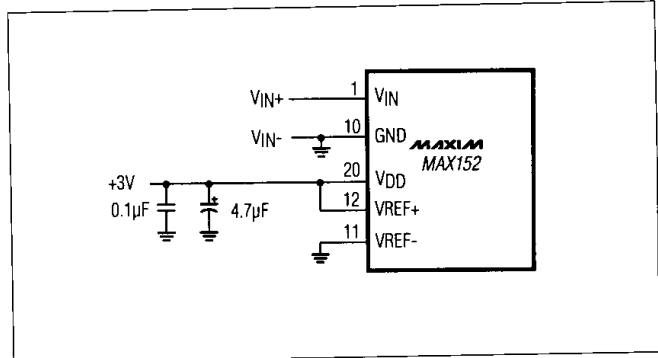 VIN+ 1 VIN
VIN- 10 GND
MAXIM
MAX152
20 VDD
+3V
0.1µF 4.7µF
+
12 VREF+
11 VREF-